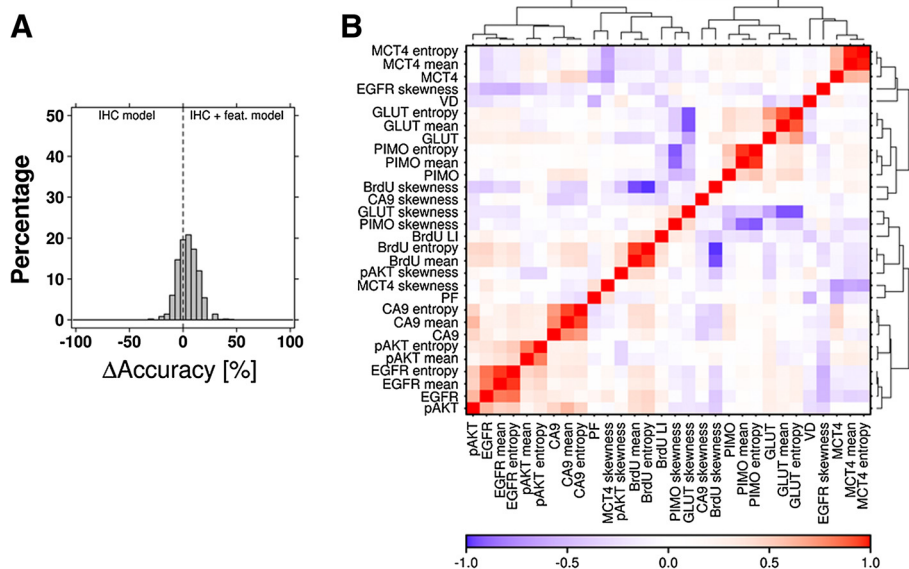 A
B
IHC model
IHC + feat. model
Percentage
50
40
30
20
10
0
-100
-50
0
50
100
ΔAccuracy [%]
MCT4 entropy
MCT4 mean
MCT4
EGFR skewness
VD
GLUT entropy
GLUT mean
GLUT
PIMO entropy
PIMO mean
PIMO
BrdU skewness
CA9 skewness
GLUT skewness
PIMO skewness
BrdU LI
BrdU entropy
BrdU mean
pAKT skewness
MCT4 skewness
PF
CA9 entropy
CA9 mean
CA9
pAKT entropy
pAKT mean
EGFR entropy
EGFR mean
EGFR
pAKT
pAKT
EGFR
EGFR mean
EGFR entropy
pAKT mean
pAKT entropy
CA9
CA9 mean
CA9 entropy
PF
MCT4 skewness
pAKT skewness
BrdU mean
BrdU entropy
BrdU LI
PIMO skewness
GLUT skewness
CA9 skewness
BrdU skewness
PIMO
PIMO mean
PIMO entropy
GLUT
GLUT mean
GLUT entropy
VD
EGFR skewness
MCT4
MCT4 mean
MCT4 entropy
-1.0
-0.5
0.0
0.5
1.0